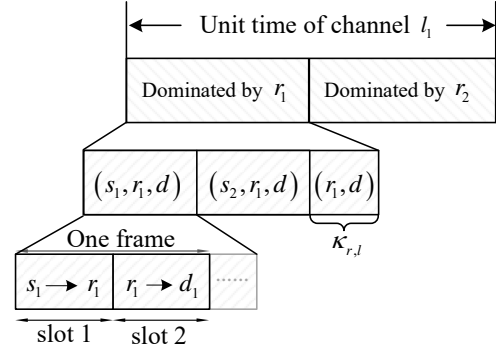 Unit time of channel l₁
Dominated by r₁ Dominated by r₂
(s₁, r₁, d) (s₂, r₁, d) (r₁, d)
One frame
κᵣ,ₗ
s₁ → r₁ r₁ → d₁ ......
slot 1 slot 2